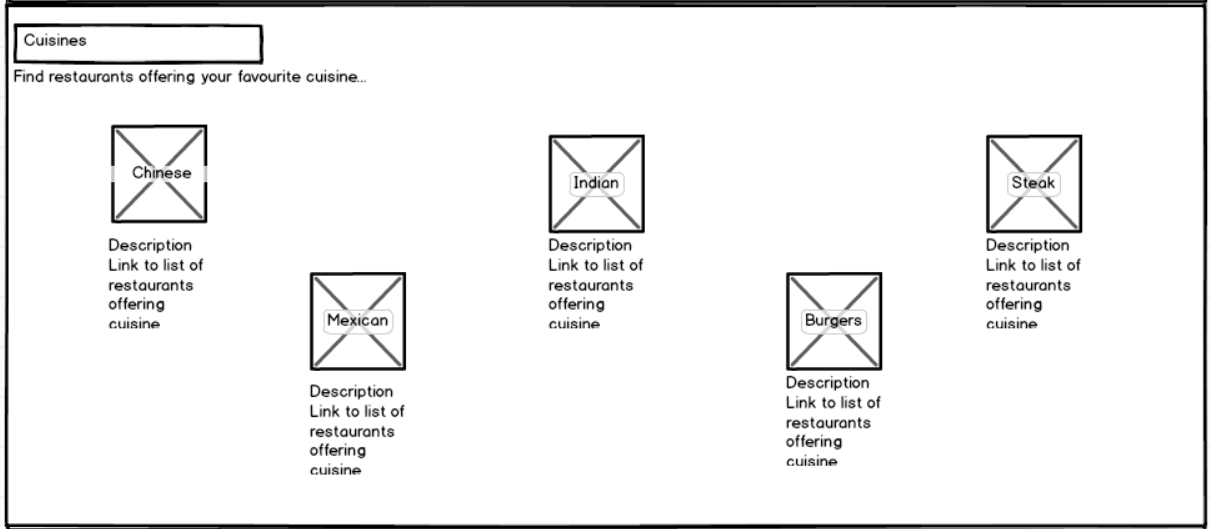 Cuisines
Find restaurants offering your favourite cuisine...
Chinese
Description
Link to list of
restaurants
offering
cuisine
Mexican
Description
Link to list of
restaurants
offering
cuisine
Indian
Description
Link to list of
restaurants
offering
cuisine
Burgers
Description
Link to list of
restaurants
offering
cuisine
Steak
Description
Link to list of
restaurants
offering
cuisine